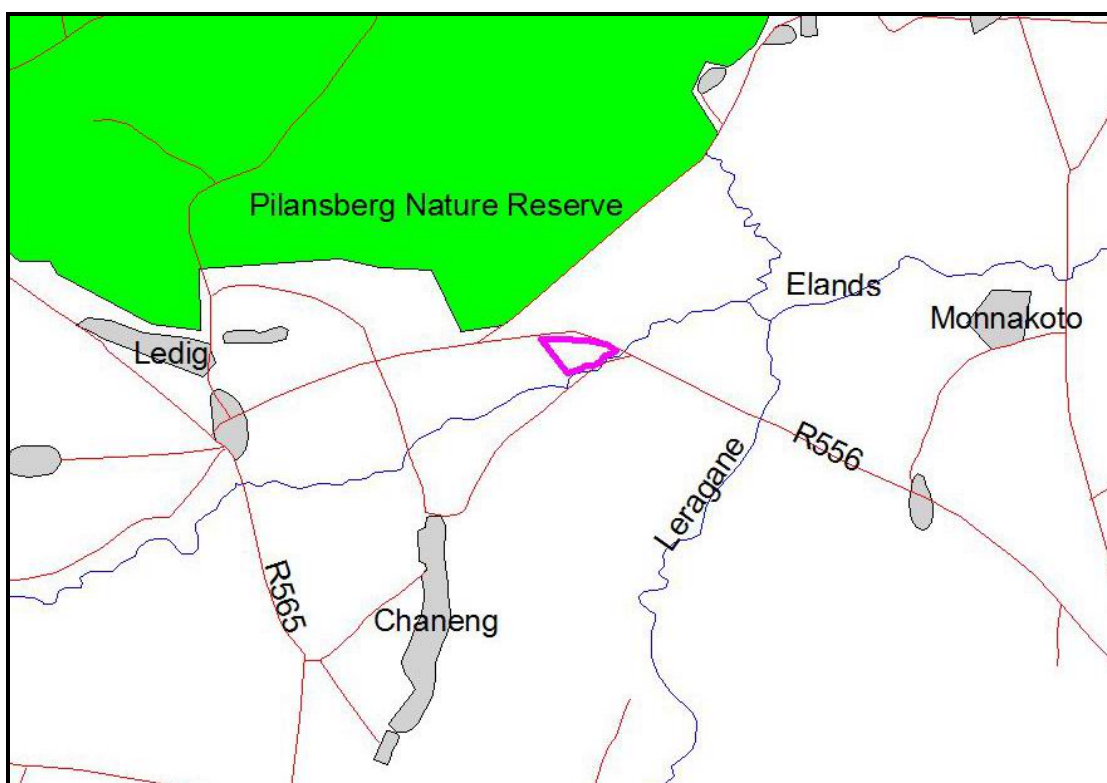 Pilansberg Nature Reserve
Elands
Monnakoto
Ledig
R556
Leragane
R565
Chaneng